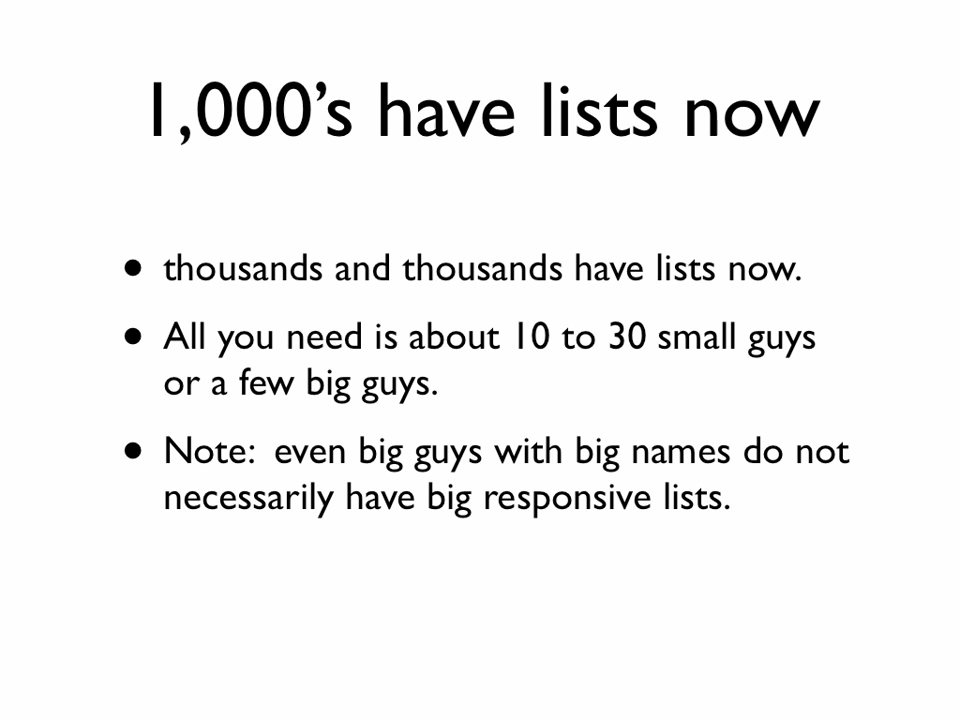 1,000’s have lists now
• thousands and thousands have lists now.
• All you need is about 10 to 30 small guys
or a few big guys.
• Note:  even big guys with big names do not
necessarily have big responsive lists.